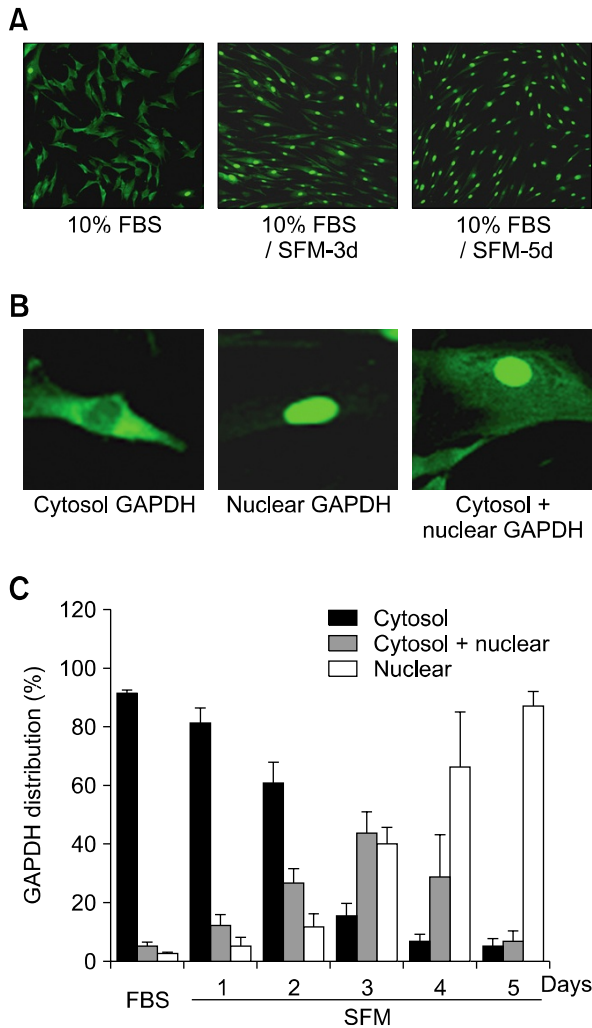 A
10% FBS
10% FBS
/ SFM-3d
10% FBS
/ SFM-5d
B
Cytosol GAPDH
Nuclear GAPDH
Cytosol +
nuclear GAPDH
C
GAPDH distribution (%)
120
100
80
60
40
20
0
Cytosol
Cytosol + nuclear
Nuclear
FBS
1 2 3 4 5 Days
SFM